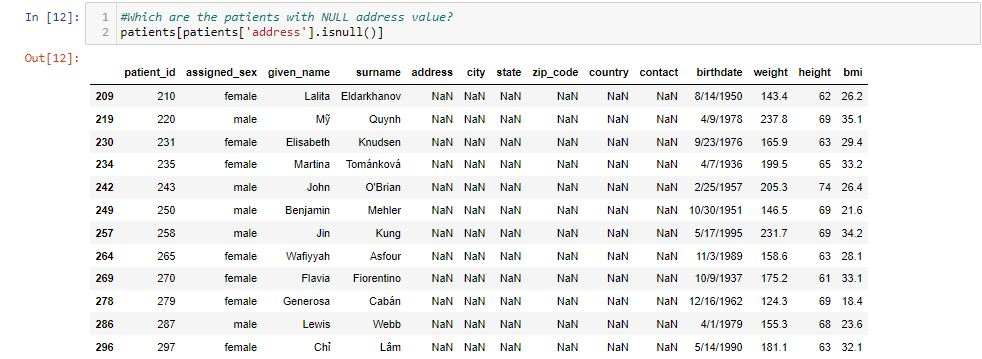 In [12]: 1 #Which are the patients with NULL address value?
2 patients[patients['address'].isnull()]
Out[12]:
patient_id assigned_sex given_name surname address city state zip_code country contact birthdate weight height bmi
209 210 female Lalita Eldarkhanov NaN NaN NaN NaN NaN NaN 8/14/1950 143.4 62 26.2
219 220 male Mỹ Quynh NaN NaN NaN NaN NaN NaN 4/9/1978 237.8 69 35.1
230 231 female Elisabeth Knudsen NaN NaN NaN NaN NaN NaN 9/23/1976 165.9 63 29.4
234 235 female Martina Tománková NaN NaN NaN NaN NaN NaN 4/7/1936 199.5 65 33.2
242 243 male John O'Brian NaN NaN NaN NaN NaN NaN 2/25/1957 205.3 74 26.4
249 250 male Benjamin Mehler NaN NaN NaN NaN NaN NaN 10/30/1951 146.5 69 21.6
257 258 male Jin Kung NaN NaN NaN NaN NaN NaN 5/17/1995 231.7 69 34.2
264 265 female Wafiyyah Asfour NaN NaN NaN NaN NaN NaN 11/3/1989 158.6 63 28.1
269 270 female Flavia Fiorentino NaN NaN NaN NaN NaN NaN 10/9/1937 175.2 61 33.1
278 279 female Generosa Cabán NaN NaN NaN NaN NaN NaN 12/16/1962 124.3 69 18.4
286 287 male Lewis Webb NaN NaN NaN NaN NaN NaN 4/1/1979 155.3 68 23.6
296 297 female Chỉ Lâm NaN NaN NaN NaN NaN NaN 5/14/1990 181.1 63 32.1